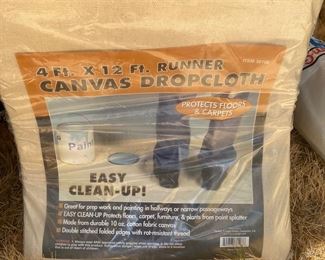 ITEM 38108
4 Ft. X 12 Ft. RUNNER
CANVAS DROPCLOTH
PROTECTS FLOORS
& CARPETS
Paint
EASY
CLEAN-UP!
Great for prep work and painting in hallways or narrow passageways
EASY CLEAN-UP Protects floors, carpet, furniture, & plants from paint splatter
Made from durable 10 oz. cotton fabric canvas
Double stitched folded edges with rot-resistant thread